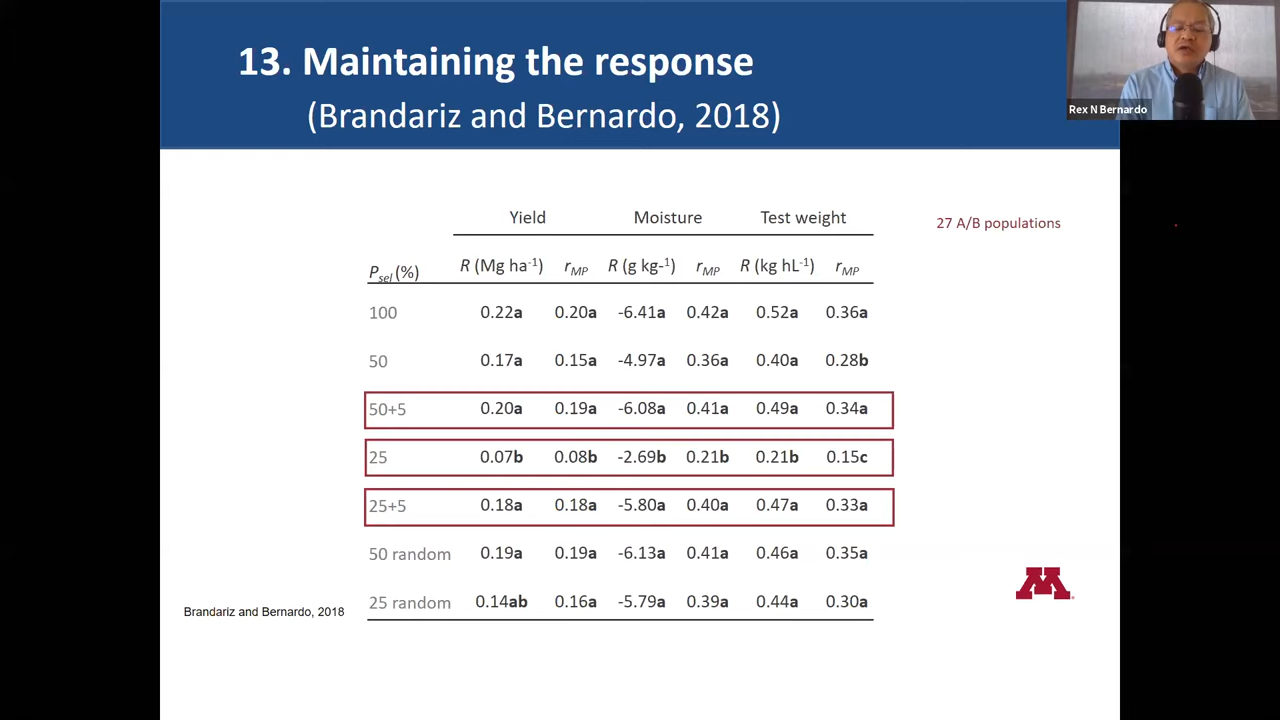 13. Maintaining the response
(Brandariz and Bernardo, 2018)
Rex N Bernardo
Yield Moisture Test weight
27 A/B populations
Psel (%) R (Mg ha-1) rMP R (g kg-1) rMP R (kg hL-1) rMP
100 0.22a 0.20a -6.41a 0.42a 0.52a 0.36a
50 0.17a 0.15a -4.97a 0.36a 0.40a 0.28b
50+5 0.20a 0.19a -6.08a 0.41a 0.49a 0.34a
25 0.07b 0.08b -2.69b 0.21b 0.21b 0.15c
25+5 0.18a 0.18a -5.80a 0.40a 0.47a 0.33a
50 random 0.19a 0.19a -6.13a 0.41a 0.46a 0.35a
25 random 0.14ab 0.16a -5.79a 0.39a 0.44a 0.30a
Brandariz and Bernardo, 2018
M